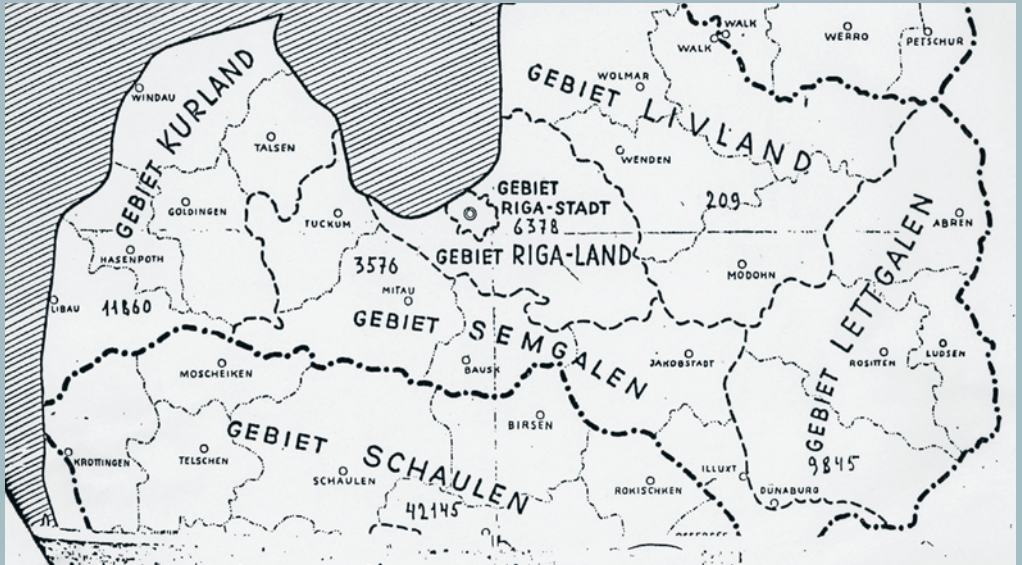 WALK
WALK
WERRO
PETSCHUR
WINDAU
WOLMAR
GEBIET LIVLAND
GEBIET KURLAND
TALSEN
WENDEN
GOLDINGEN
TUCKUM
GEBIET
RIGA-STADT
6378
209
ABREN
GEBIET RIGA-LAND
HASENPOTH
3576
MODOHN
MITAU
LIBAU
11860
GEBIET SEMGALEN
GEBIET LETTGALEN
BAUSK
JAKOBSTADT
ROSITTEN
LUDSEN
MOSCHEIKEN
BIRSEN
GEBIET SCHAULEN
KROTTINGEN
TELSCHEN
SCHAULEN
9845
ILLUXT
ROKISCHKEN
DÜNABURG
42145